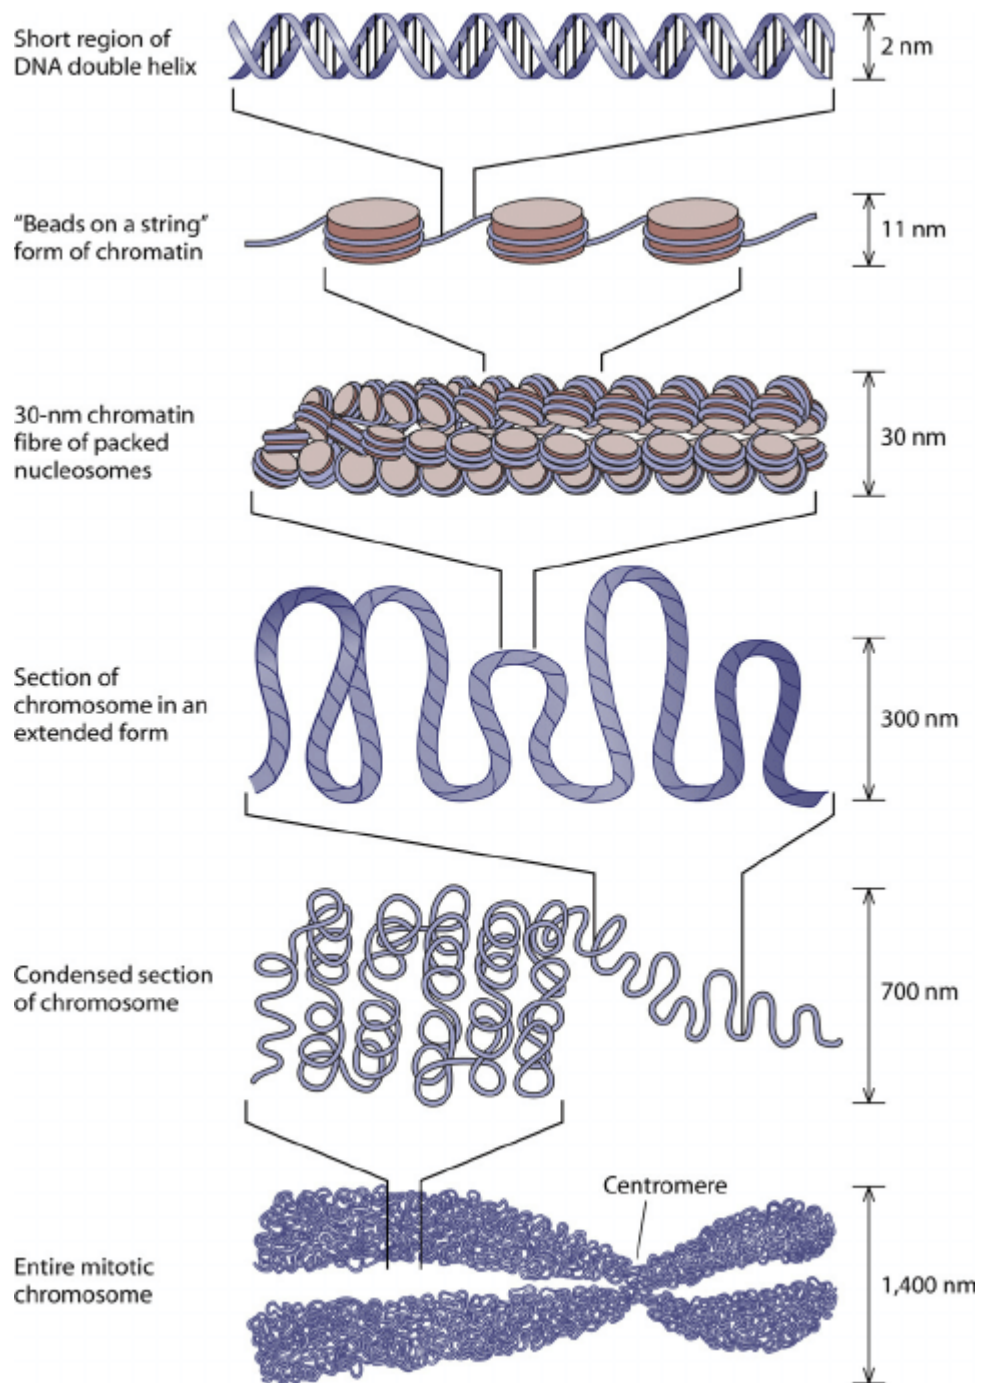 Short region of
DNA double helix
2 nm
"Beads on a string"
form of chromatin
11 nm
30-nm chromatin
fibre of packed
nucleosomes
30 nm
Section of
chromosome in an
extended form
300 nm
Condensed section
of chromosome
700 nm
Centromere
Entire mitotic
chromosome
1,400 nm